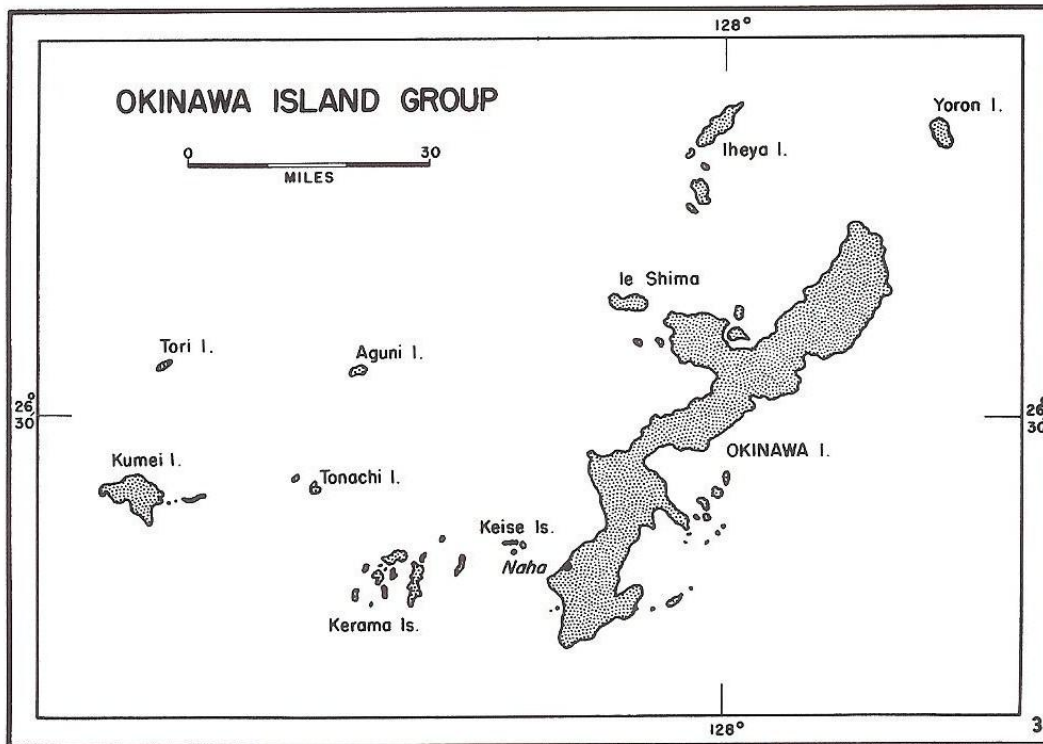 128°
OKINAWA ISLAND GROUP
0 30
MILES
Yoron I.
Iheya I.
Ie Shima
Tori I.
Aguni I.
26°
30'
26°
30'
Kumei I.
Tonachi I.
OKINAWA I.
Keise Is.
Naha
Kerama Is.
128°
3